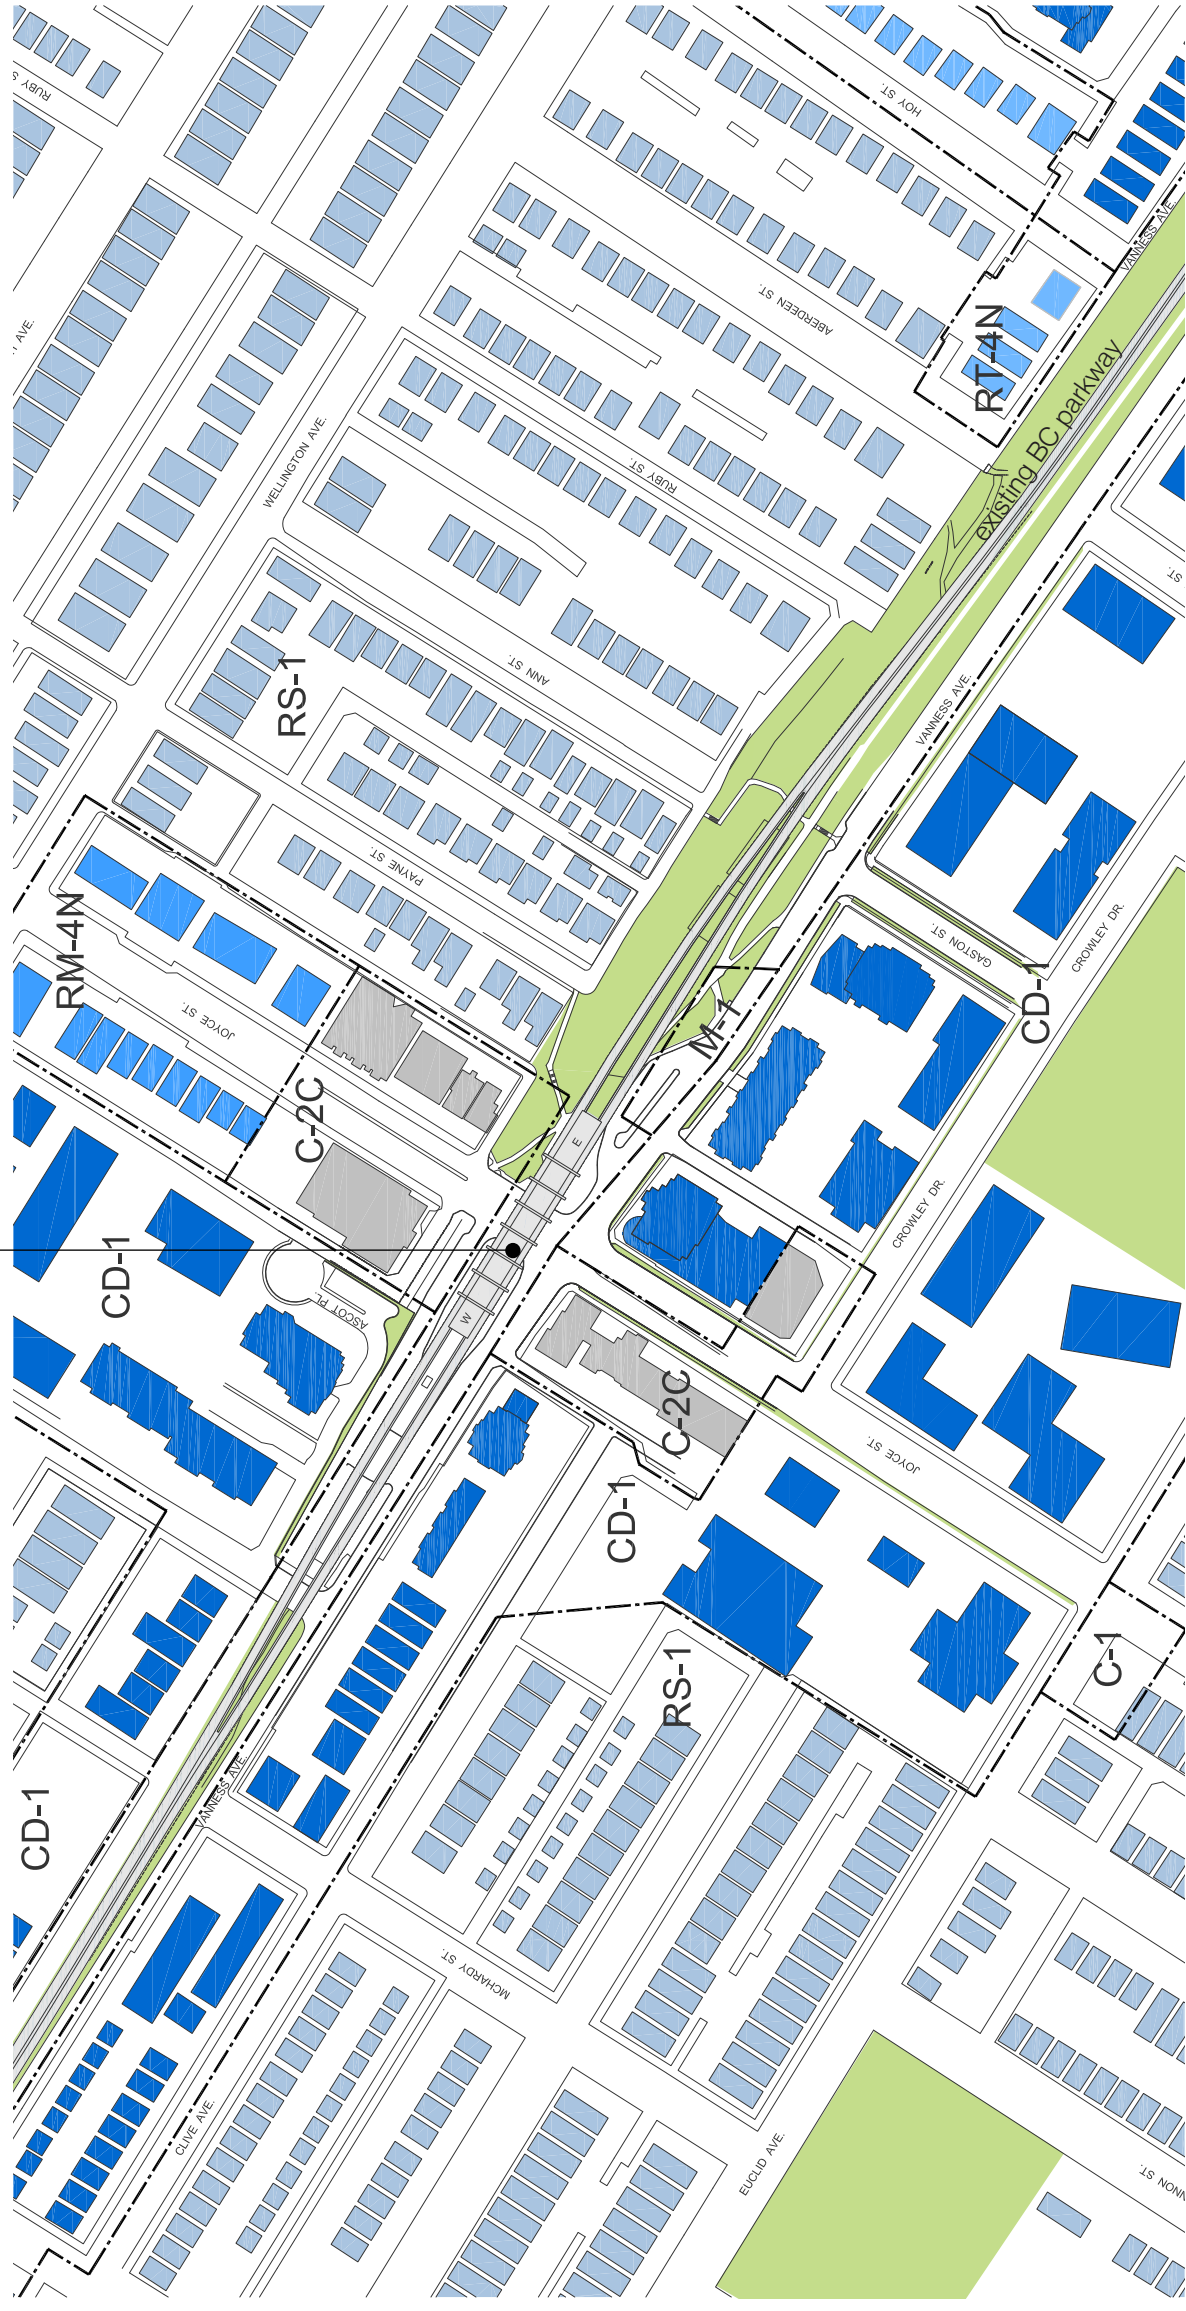 HOY ST.
VANNESS AVE.
ABERDEEN ST.
RT-4N
existing BC parkway
WELLINGTON AVE.
RUBY ST.
ANN ST.
RS-1
VANNESS AVE.
PAYNE ST.
RM-4N
JOYCE ST.
GASTON ST.
CROWLEY DR.
CD-1
M-1
C-2C
E
CROWLEY DR.
CD-1
ASCOT PL.
W
C-2C
JOYCE ST.
CD-1
RS-1
C-1
CD-1
VANNESS AVE.
MCHARDY ST.
CLIVE AVE.
EUCLID AVE.